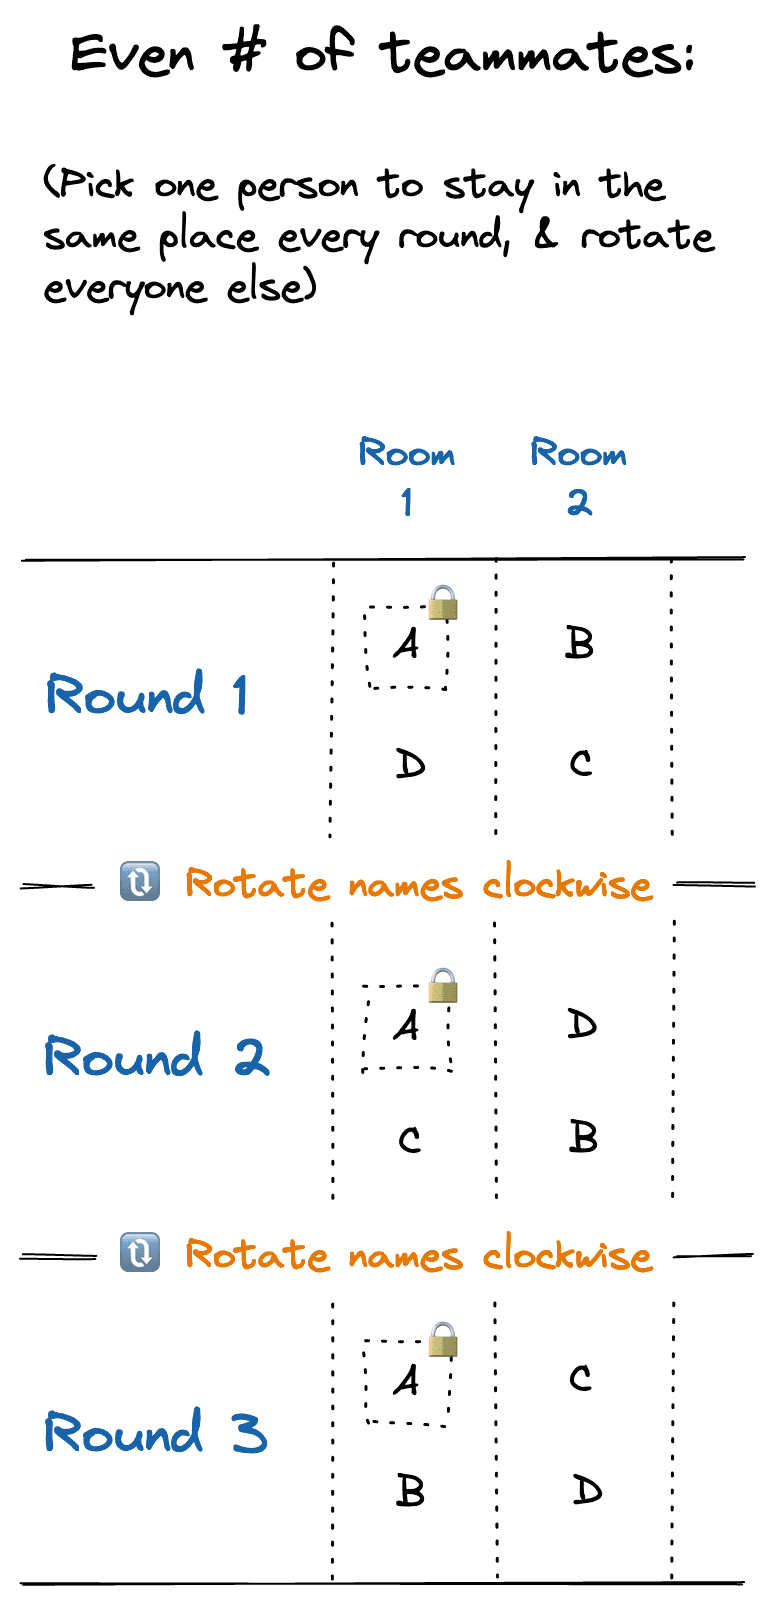 Even # of teammates:
(Pick one person to stay in the
same place every round, & rotate
everyone else)
Room 1
Room 2
Round 1
A
B
D
C
Rotate names clockwise
Round 2
A
D
C
B
Rotate names clockwise
Round 3
A
C
B
D